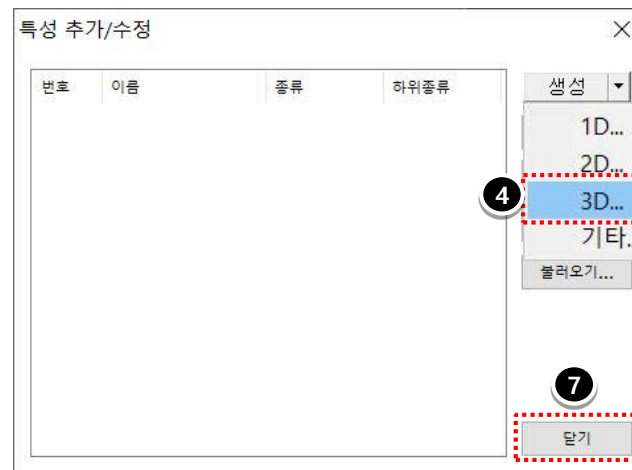 특성 추가/수정
번호 이름 종류 하위종류
생성
1D...
2D...
4
3D...
기타.
불러오기...
7
닫기